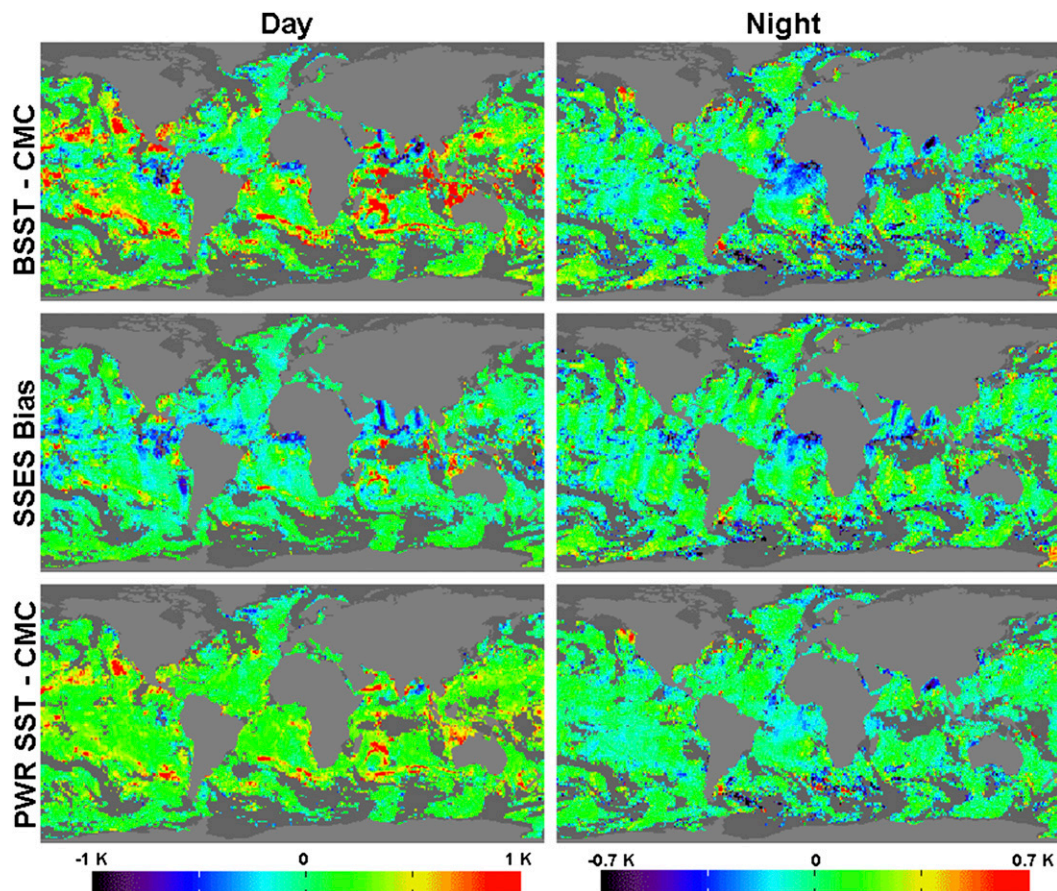 Day
Night
BSST - CMC
SSES Bias
PWR SST - CMC
-1 K 0 1 K
-0.7 K 0 0.7 K